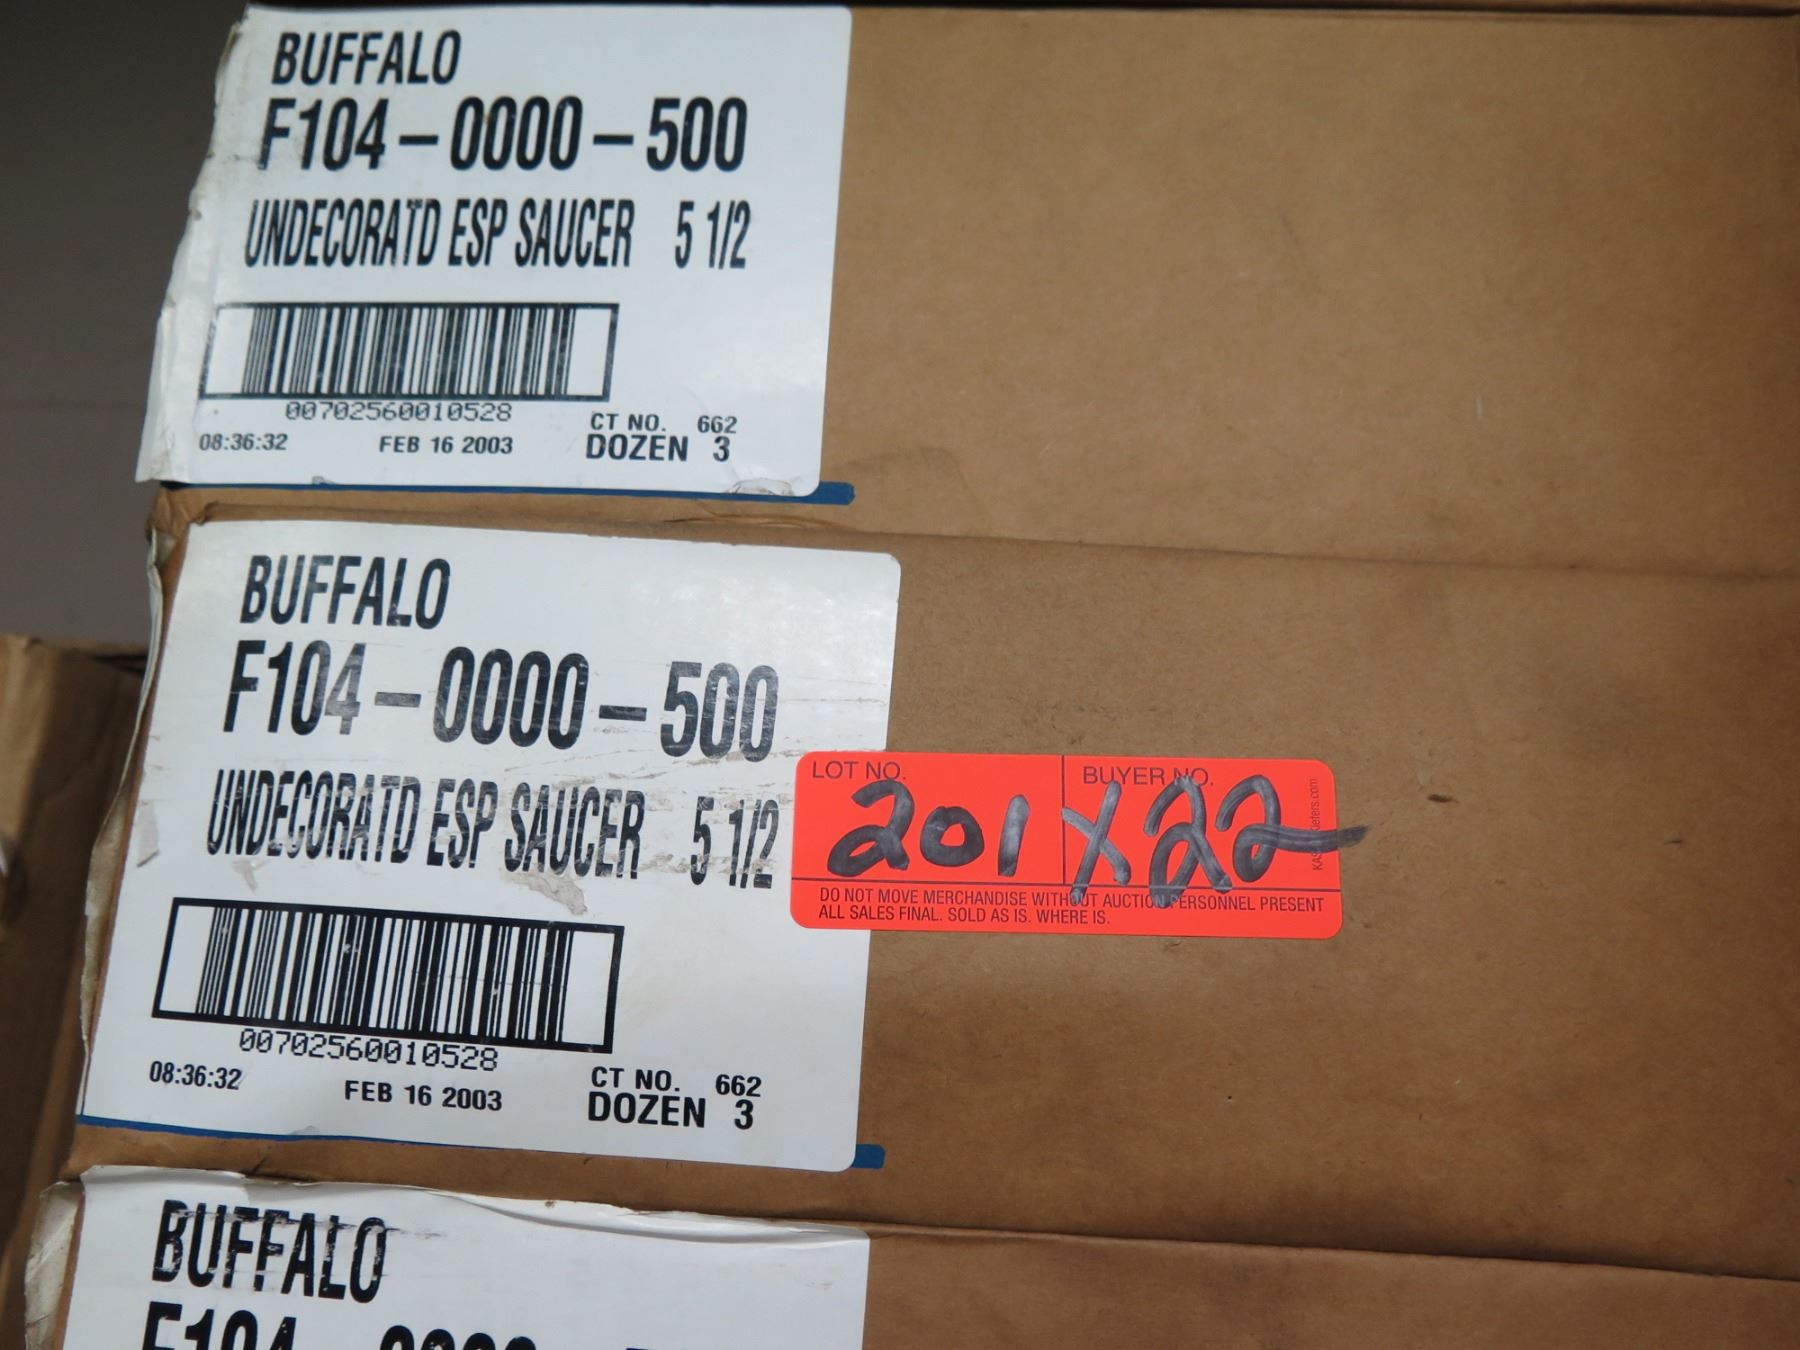 BUFFALO
F104-0000-500
UNDECORATD ESP SAUCER 5 1/2
00702560010528
CT NO. 662
08:36:32 FEB 16 2003 DOZEN 3
BUFFALO
F104-0000-500
UNDECORATD ESP SAUCER 5 1/2
00702560010528
08:36:32 FEB 16 2003
CT NO. 662
DOZEN 3
LOT NO. BUYER NO.
201 X 22
DO NOT MOVE MERCHANDISE WITHOUT AUCTION PERSONNEL PRESENT
ALL SALES FINAL. SOLD AS IS. WHERE IS.
BUFFALO
F104-0000